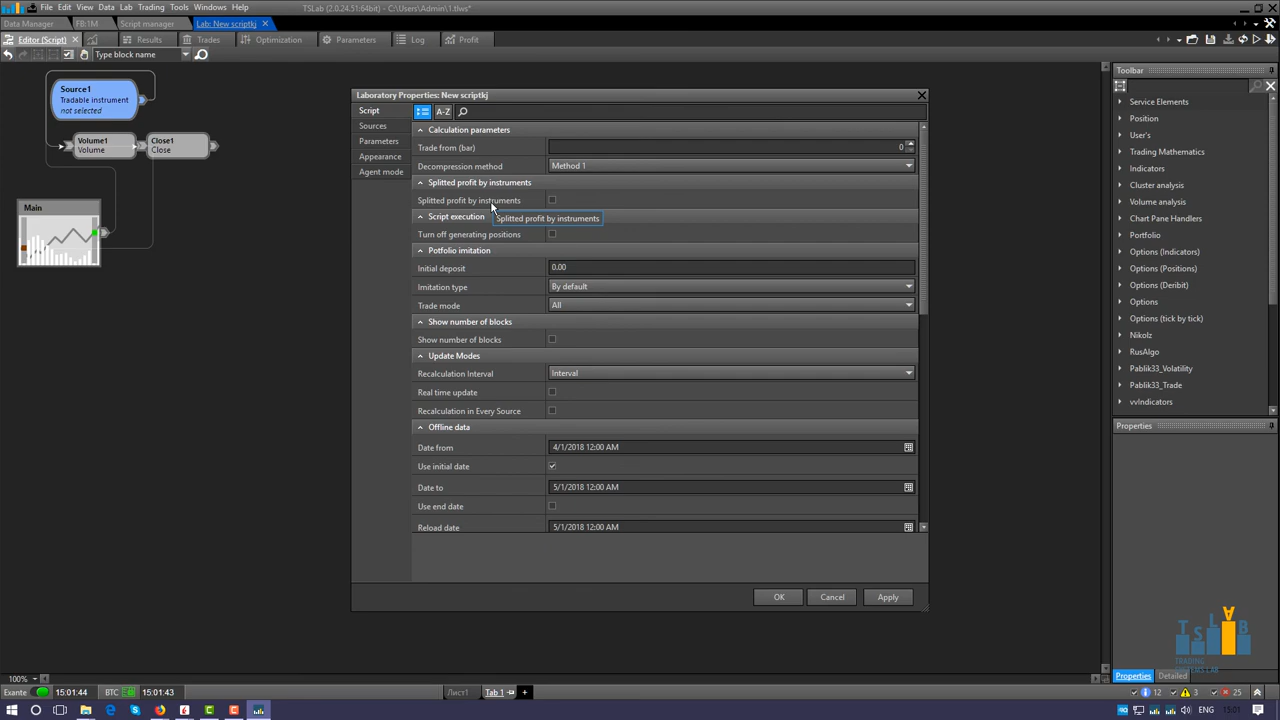 File Edit View Data Lab Trading Tools Windows Help
TSLab (2.0.24.51:64bit) - C:\Users\Admin\1.tlws*
Data Manager FB:1M Script manager Lab: New scriptkj
Editor (Script) Results Trades Optimization Parameters Log Profit
Type block name
Source1
Tradable instrument
not selected
Volume1
Volume
Close1
Close
Main
Laboratory Properties: New scriptkj
Script
Sources
Parameters
Appearance
Agent mode
A-Z
Calculation parameters
Trade from (bar) 0
Decompression method Method 1
Splitted profit by instruments
Splitted profit by instruments
Splitted profit by instruments
Script execution
Turn off generating positions
Potfolio imitation
Initial deposit 0.00
Imitation type By default
Trade mode All
Show number of blocks
Show number of blocks
Update Modes
Recalculation Interval Interval
Real time update
Recalculation in Every Source
Offline data
Date from 4/1/2018 12:00 AM
Use initial date
Date to 5/1/2018 12:00 AM
Use end date
Reload date 5/1/2018 12:00 AM
OK Cancel Apply
Toolbar
Service Elements
Position
User's
Trading Mathematics
Indicators
Cluster analysis
Volume analysis
Chart Pane Handlers
Portfolio
Options (Indicators)
Options (Positions)
Options (Deribit)
Options
Options (tick by tick)
Nikolz
RusAlgo
Pablik33_Volatility
Pablik33_Trade
vvIndicators
Properties
TSLAB
TRADING
SYSTEMS LAB
Properties Detailed
100%
Exante 15:01:44 BTC 15:01:43
Лист1 Tab 1
12 3 25
ENG 15:01